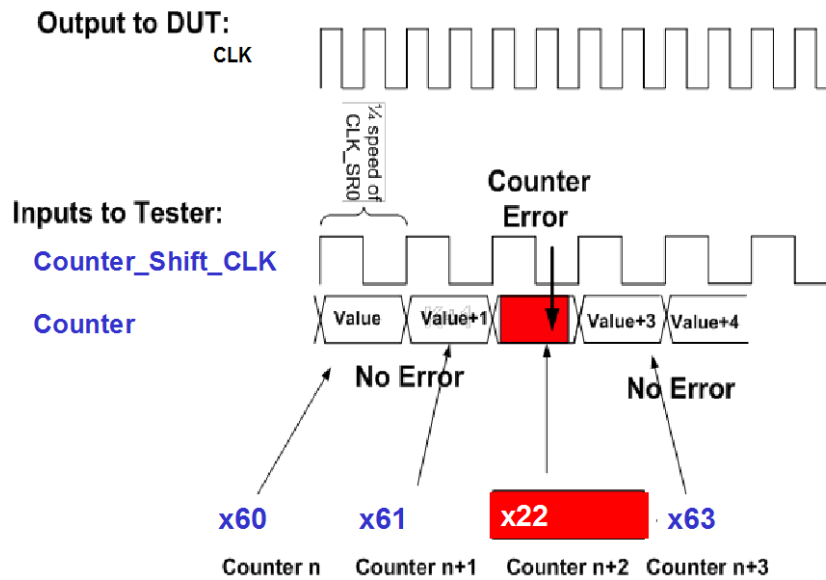 Output to DUT:
CLK
¼ speed of
CLK_SR0
Counter
Error
Inputs to Tester:
Counter_Shift_CLK
Counter
Value
Value+1
Value+3
Value+4
No Error
No Error
x60
x61
x22
x63
Counter n
Counter n+1
Counter n+2
Counter n+3